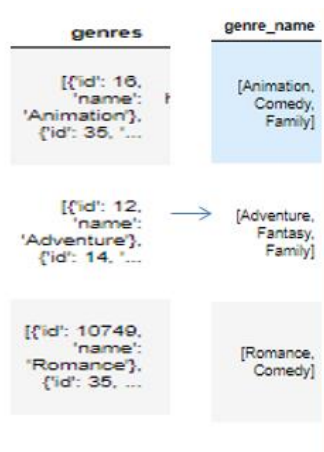 genres
[{'id': 16,
'name':
'Animation'},
{'id': 35, '...
[{'id': 12,
'name':
'Adventure'},
{'id': 14, '...
[{'id': 10749,
'name':
'Romance'},
{'id': 35, ...
genre_name
[Animation,
Comedy,
Family]
[Adventure,
Fantasy,
Family]
[Romance,
Comedy]